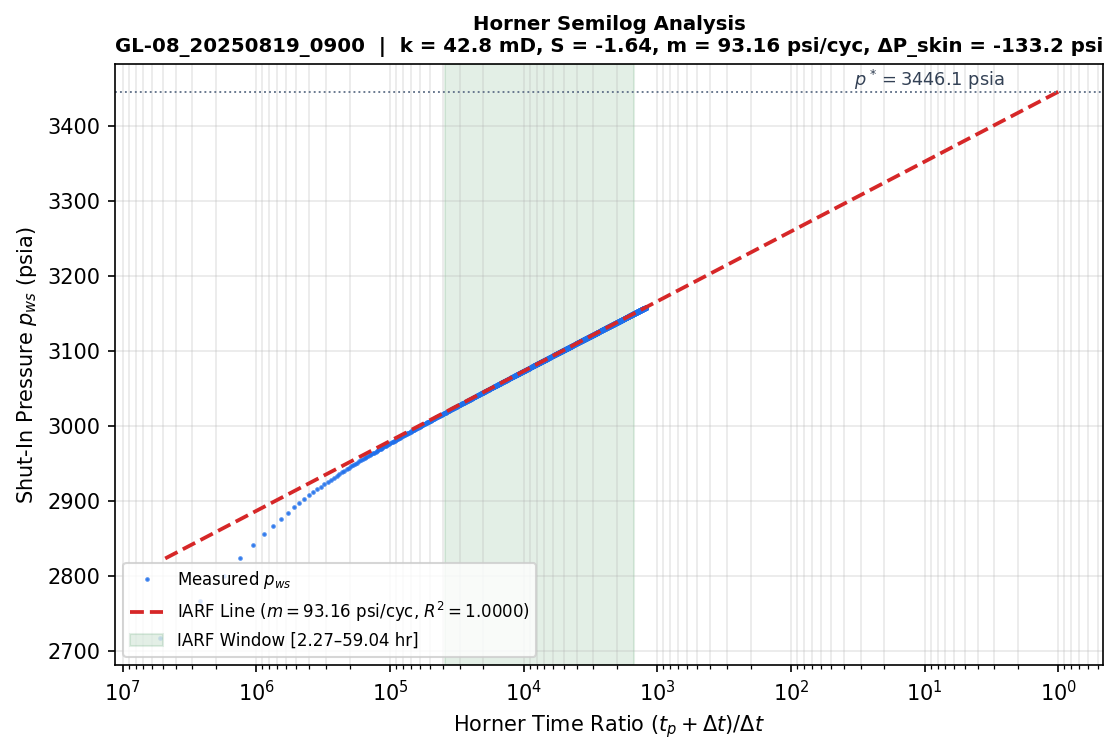 Horner Semilog Analysis
GL-08_20250819_0900 | k = 42.8 mD, S = -1.64, m = 93.16 psi/cyc, ΔP_skin = -133.2 psi
p* = 3446.1 psia
3400
3300
3200
3100
3000
2900
2800
2700
Shut-In Pressure p_ws (psia)
Measured p_ws
IARF Line (m = 93.16 psi/cyc, R² = 1.0000)
IARF Window [2.27–59.04 hr]
10⁷ 10⁶ 10⁵ 10⁴ 10³ 10² 10¹ 10⁰
Horner Time Ratio (t_p + Δt)/Δt